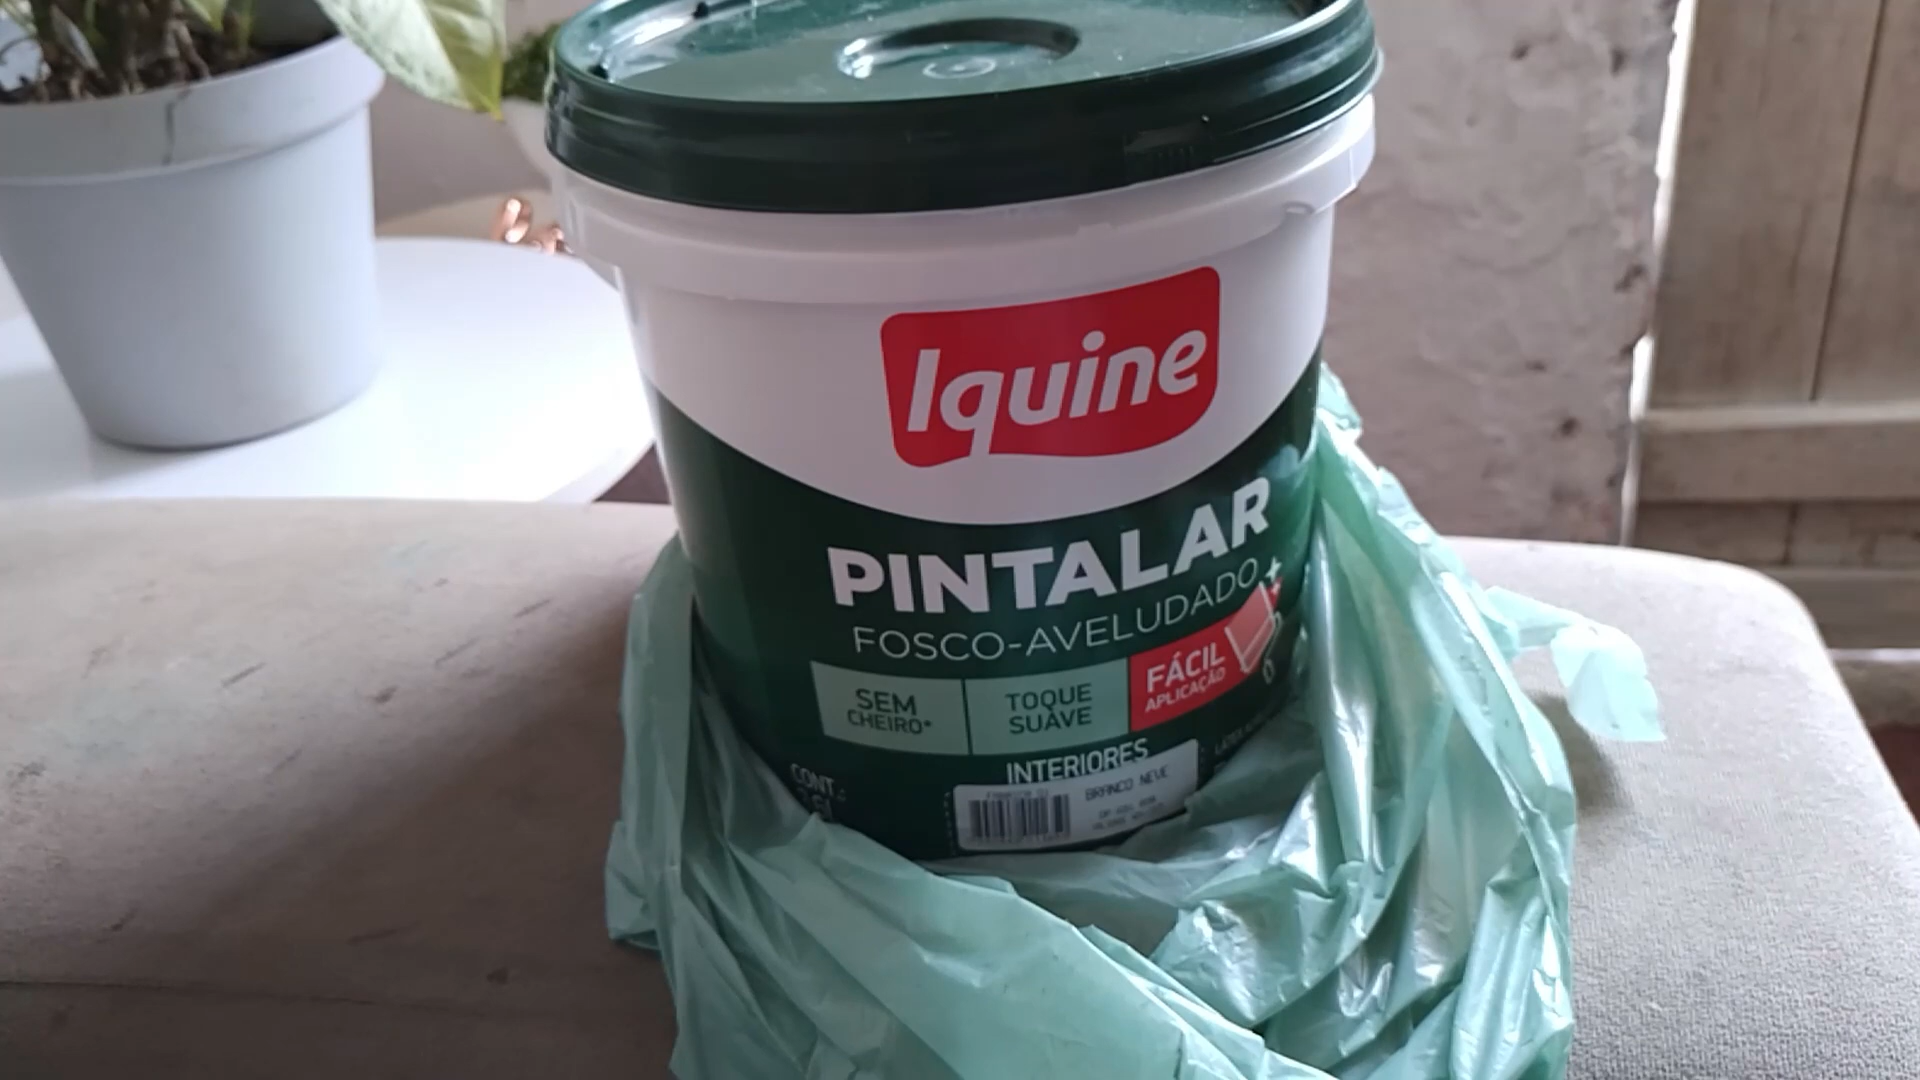 Iquine
PINTALAR
FOSCO-AVELUDADO
SEM
CHEIRO*
TOQUE
SUAVE
FÁCIL
APLICAÇÃO
INTERIORES
CONT.:
BRANCO NEVE